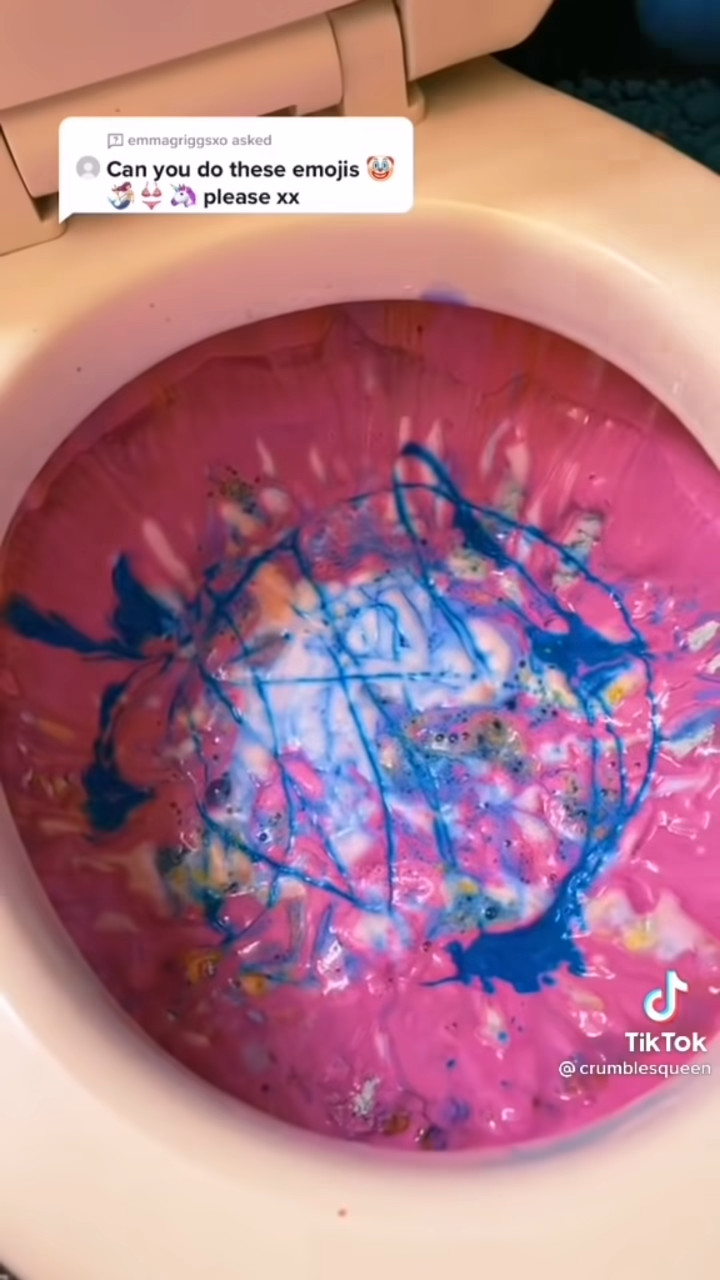 emmagriggsxo asked
Can you do these emojis 🤡
🧜‍♀️👙🦄 please xx
TikTok
@crumblesqueen